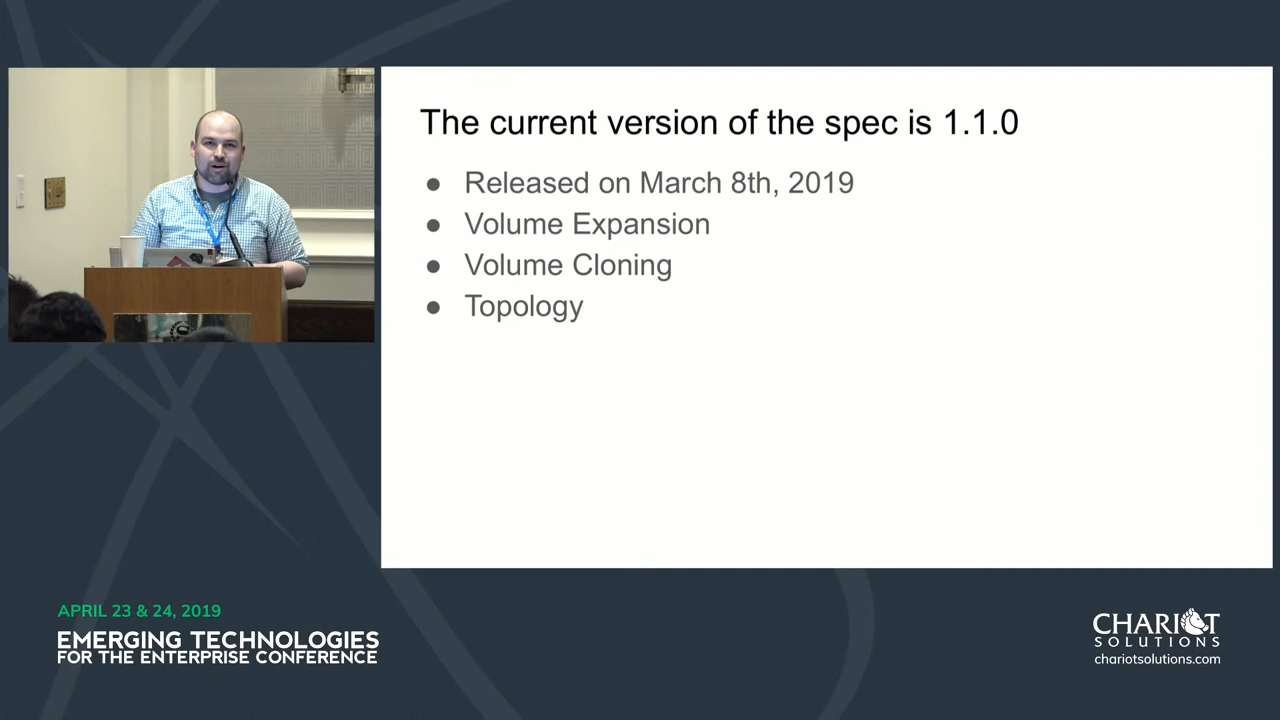 The current version of the spec is 1.1.0
● Released on March 8th, 2019
● Volume Expansion
● Volume Cloning
● Topology
APRIL 23 & 24, 2019
EMERGING TECHNOLOGIES
FOR THE ENTERPRISE CONFERENCE
CHARIOT
SOLUTIONS
chariotsolutions.com